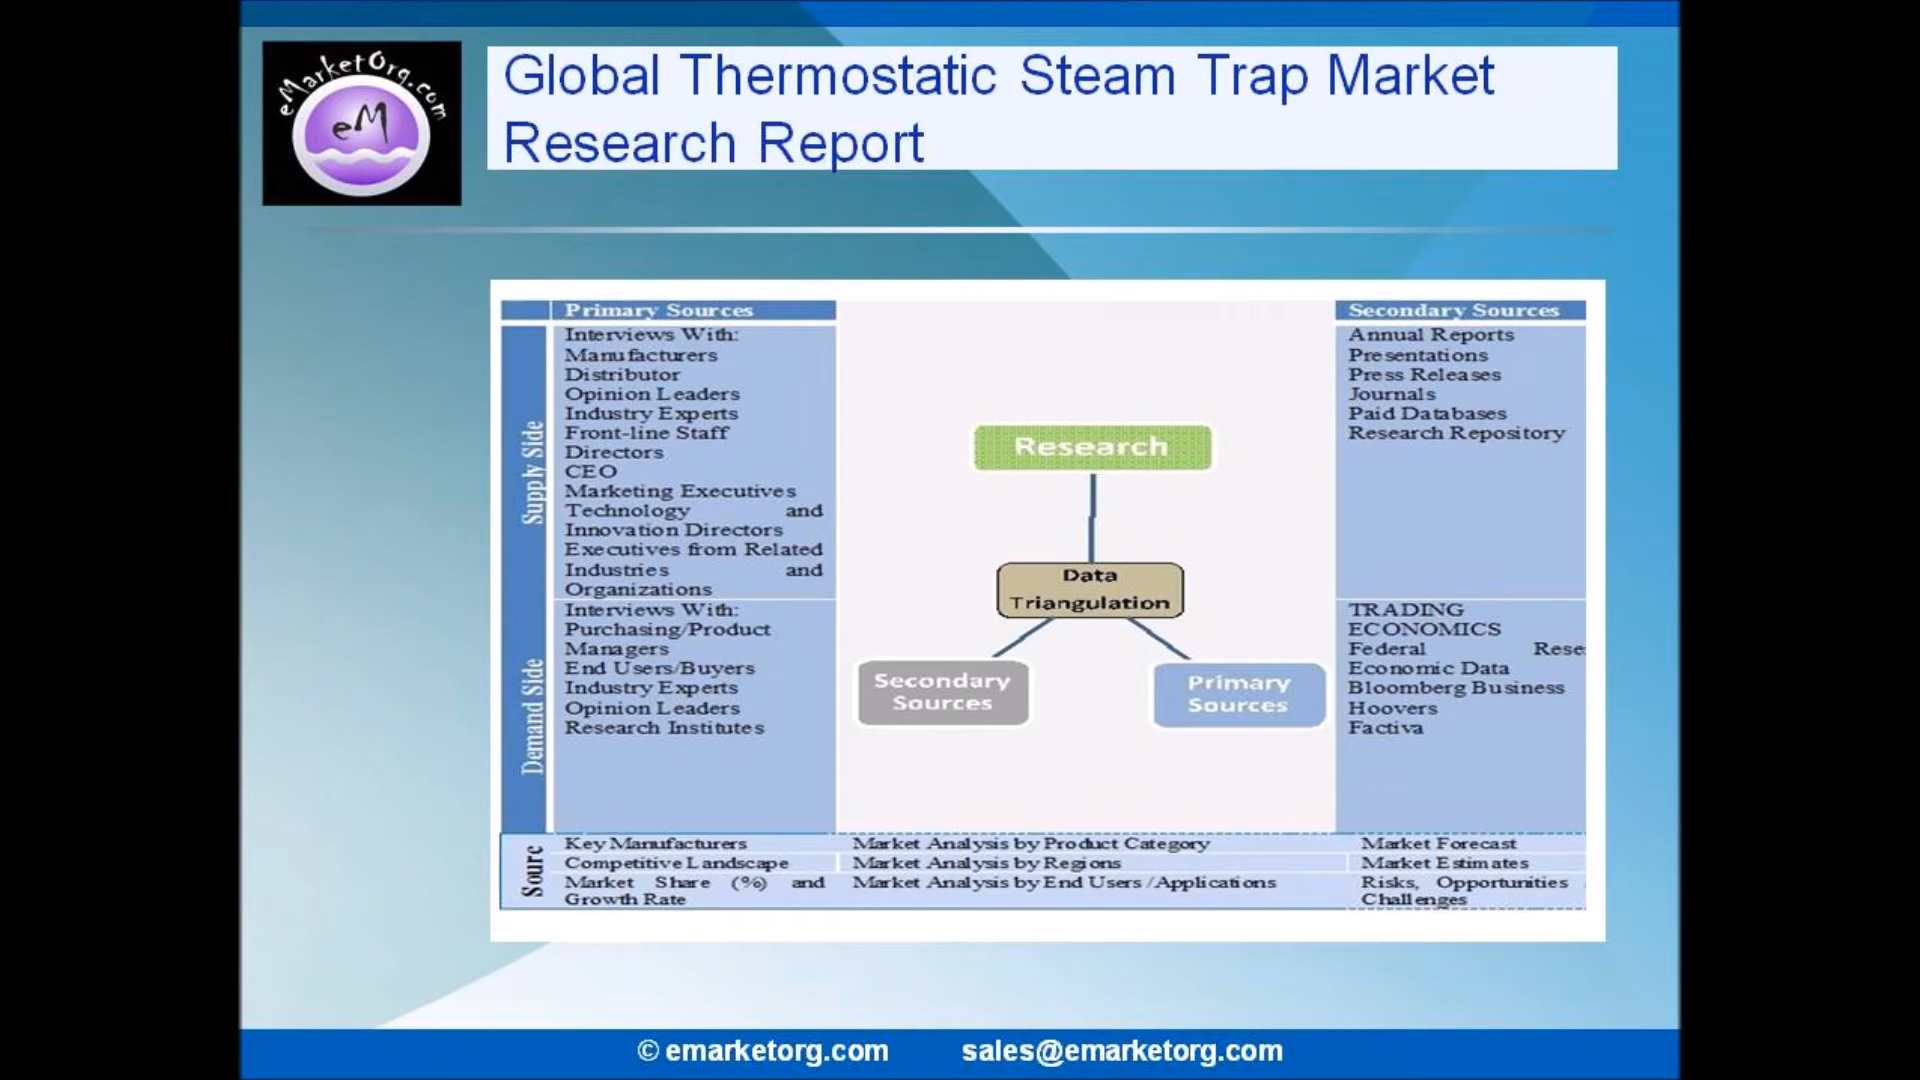 eMarketOrg.com
eM
Global Thermostatic Steam Trap Market
Research Report
Primary Sources
Supply Side
Interviews With:
Manufacturers
Distributor
Opinion Leaders
Industry Experts
Front-line Staff
Directors
CEO
Marketing Executives
Technology and
Innovation Directors
Executives from Related
Industries and
Organizations
Demand Side
Interviews With:
Purchasing/Product
Managers
End Users/Buyers
Industry Experts
Opinion Leaders
Research Institutes
Research
Data
Triangulation
Secondary
Sources
Primary
Sources
Secondary Sources
Annual Reports
Presentations
Press Releases
Journals
Paid Databases
Research Repository
TRADING
ECONOMICS
Federal Rese
Economic Data
Bloomberg Business
Hoovers
Factiva
Sourc
Key Manufacturers
Competitive Landscape
Market Share (%) and
Growth Rate
Market Analysis by Product Category
Market Analysis by Regions
Market Analysis by End Users /Applications
Market Forecast
Market Estimates
Risks, Opportunities
Challenges
© emarketorg.com sales@emarketorg.com